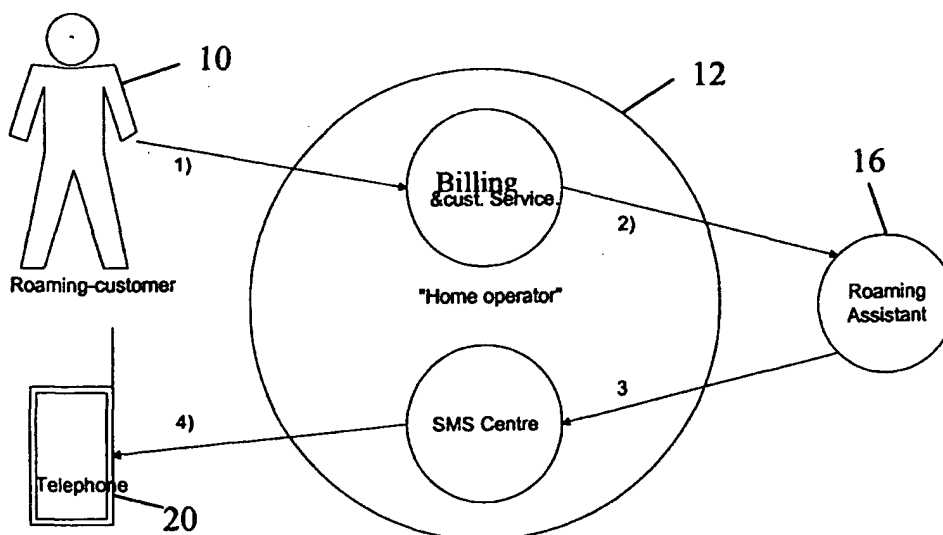 10
12
1)
Billing
&cust. Service.
2)
16
Roaming-customer
"Home operator"
Roaming
Assistant
3
4)
SMS Centre
Telephone
20